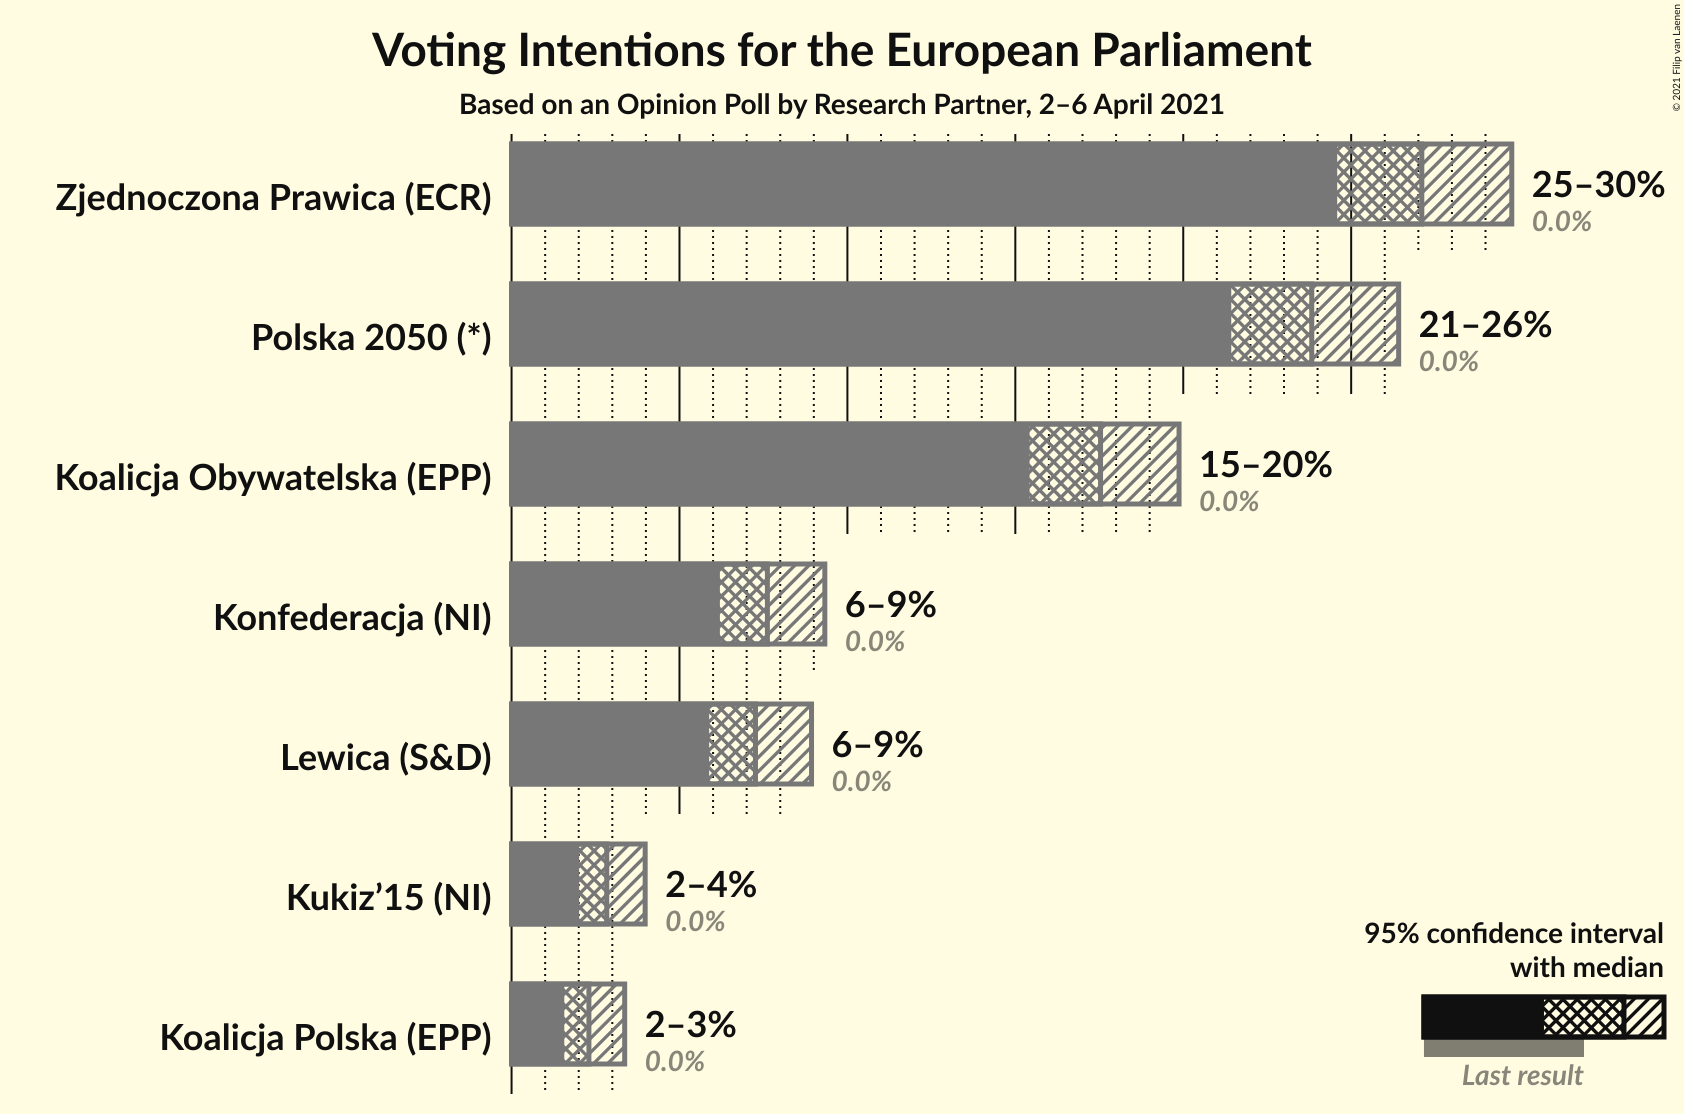 Voting Intentions for the European Parliament
Based on an Opinion Poll by Research Partner, 2–6 April 2021
© 2021 Filip van Laenen
Zjednoczona Prawica (ECR)
25–30%
0.0%
Polska 2050 (*)
21–26%
0.0%
Koalicja Obywatelska (EPP)
15–20%
0.0%
Konfederacja (NI)
6–9%
0.0%
Lewica (S&D)
6–9%
0.0%
Kukiz’15 (NI)
2–4%
0.0%
Koalicja Polska (EPP)
2–3%
0.0%
95% confidence interval
with median
Last result